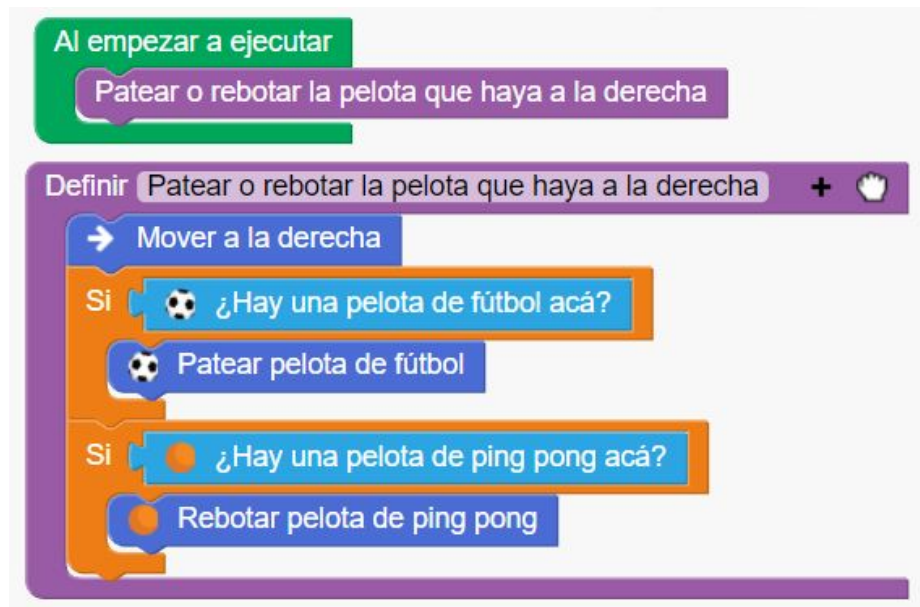 Al empezar a ejecutar
Patear o rebotar la pelota que haya a la derecha
Definir Patear o rebotar la pelota que haya a la derecha +
Mover a la derecha
Si ¿Hay una pelota de fútbol acá?
Patear pelota de fútbol
Si ¿Hay una pelota de ping pong acá?
Rebotar pelota de ping pong